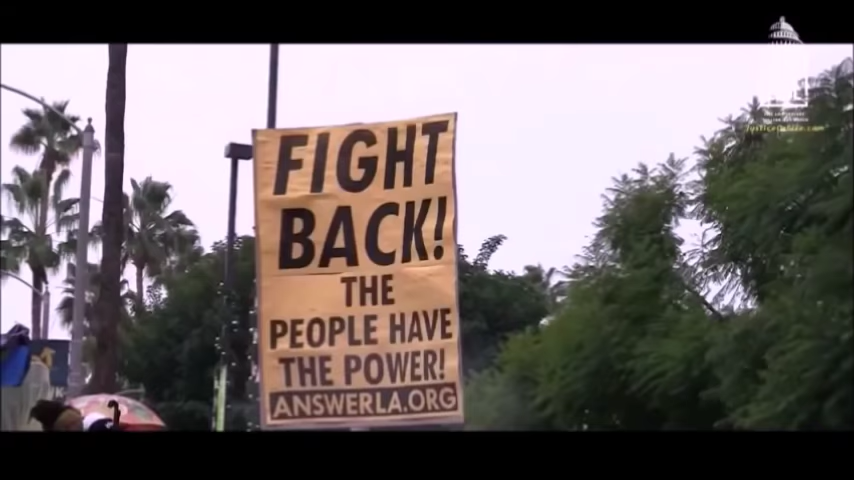 FIGHT
BACK!
THE
PEOPLE HAVE
THE POWER!
ANSWERLA.ORG